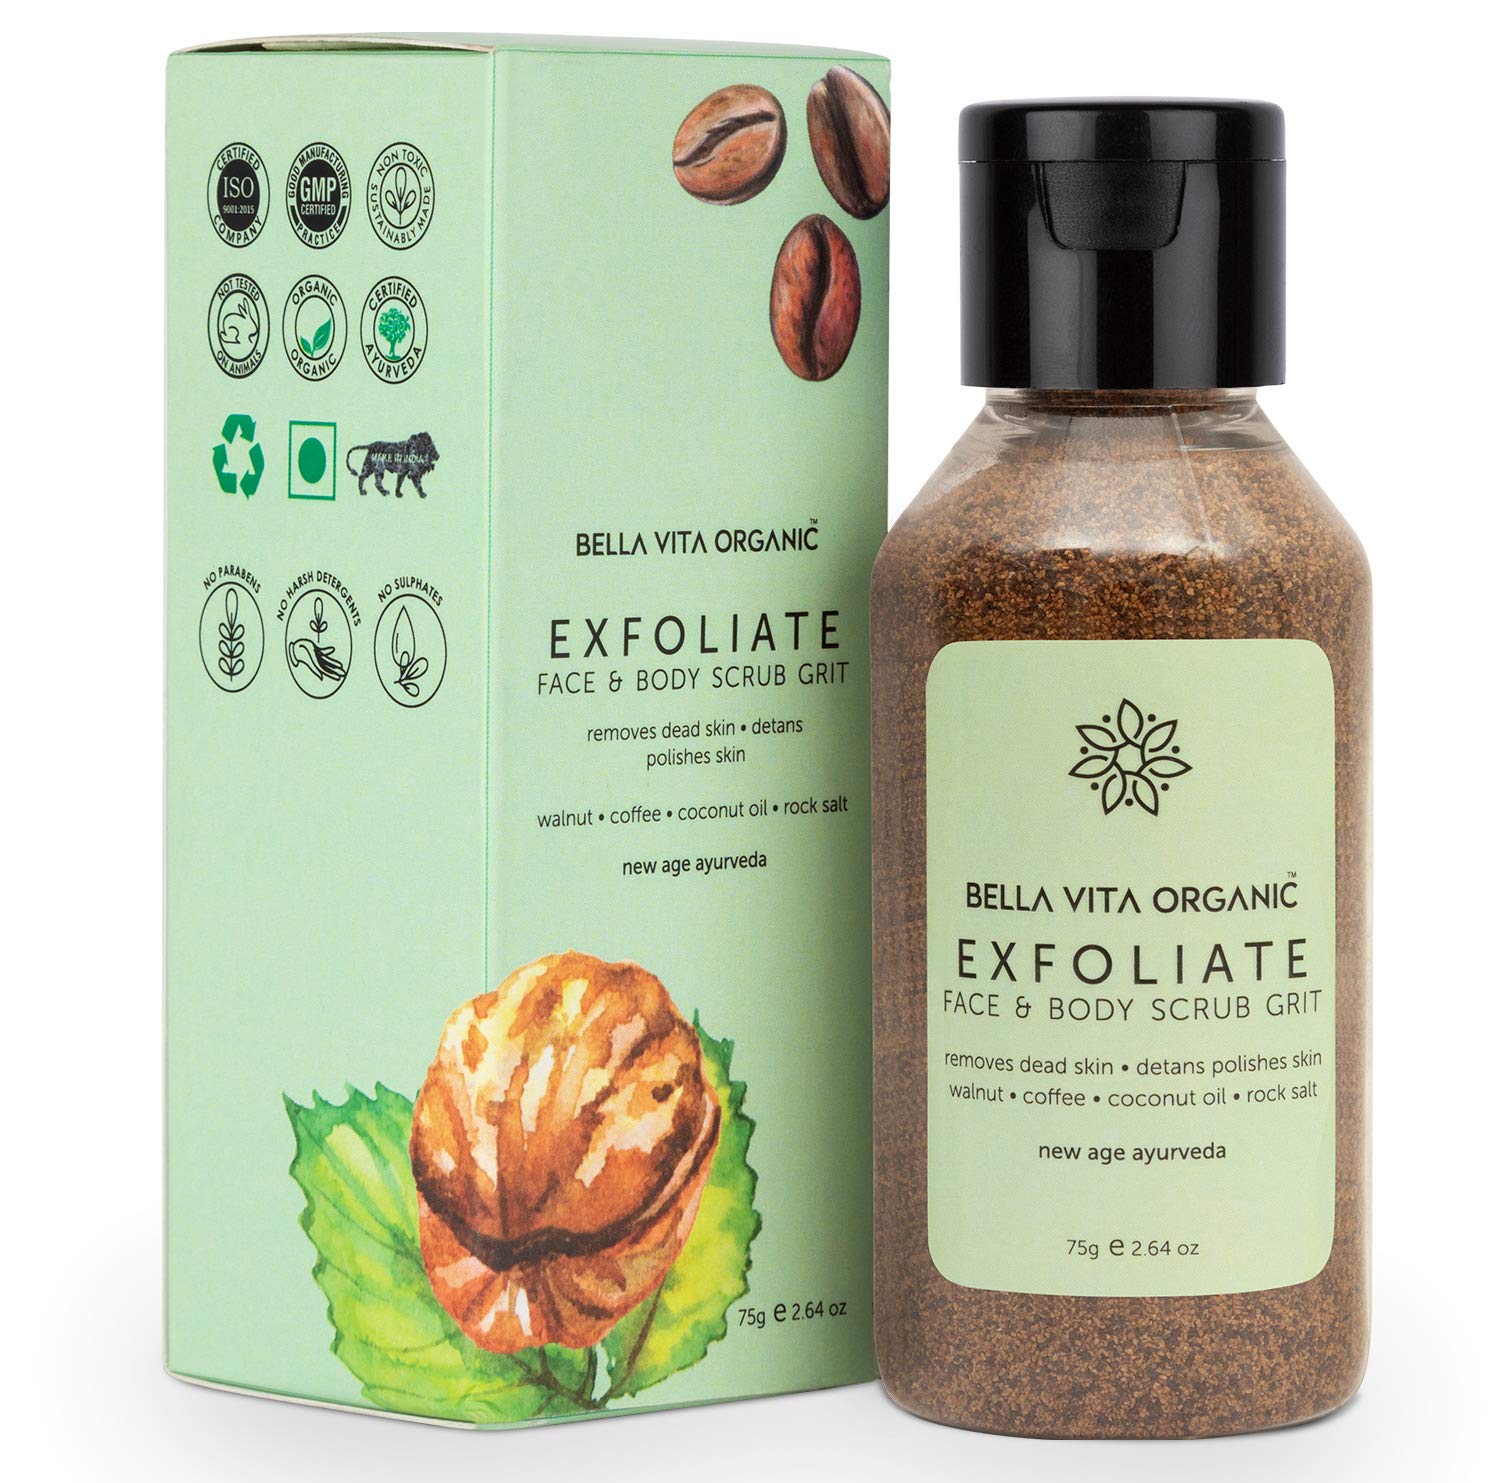 CERTIFIED
ISO
9001:2015
COMPANY
GOOD MANUFACTURING
GMP
CERTIFIED
PRACTICE
NON TOXIC
SUSTAINABLY MADE
NOT TESTED
ON ANIMALS
ORGANIC
ORGANIC
CERTIFIED
AYURVEDA
MAKE IN INDIA
NO PARABENS
NO HARSH DETERGENTS
NO SULPHATES
BELLA VITA ORGANIC™
EXFOLIATE
FACE & BODY SCRUB GRIT
removes dead skin • detans
polishes skin
walnut • coffee • coconut oil • rock salt
new age ayurveda
75g e 2.64 oz
BELLA VITA ORGANIC™
EXFOLIATE
FACE & BODY SCRUB GRIT
removes dead skin • detans polishes skin
walnut • coffee • coconut oil • rock salt
new age ayurveda
75g e 2.64 oz